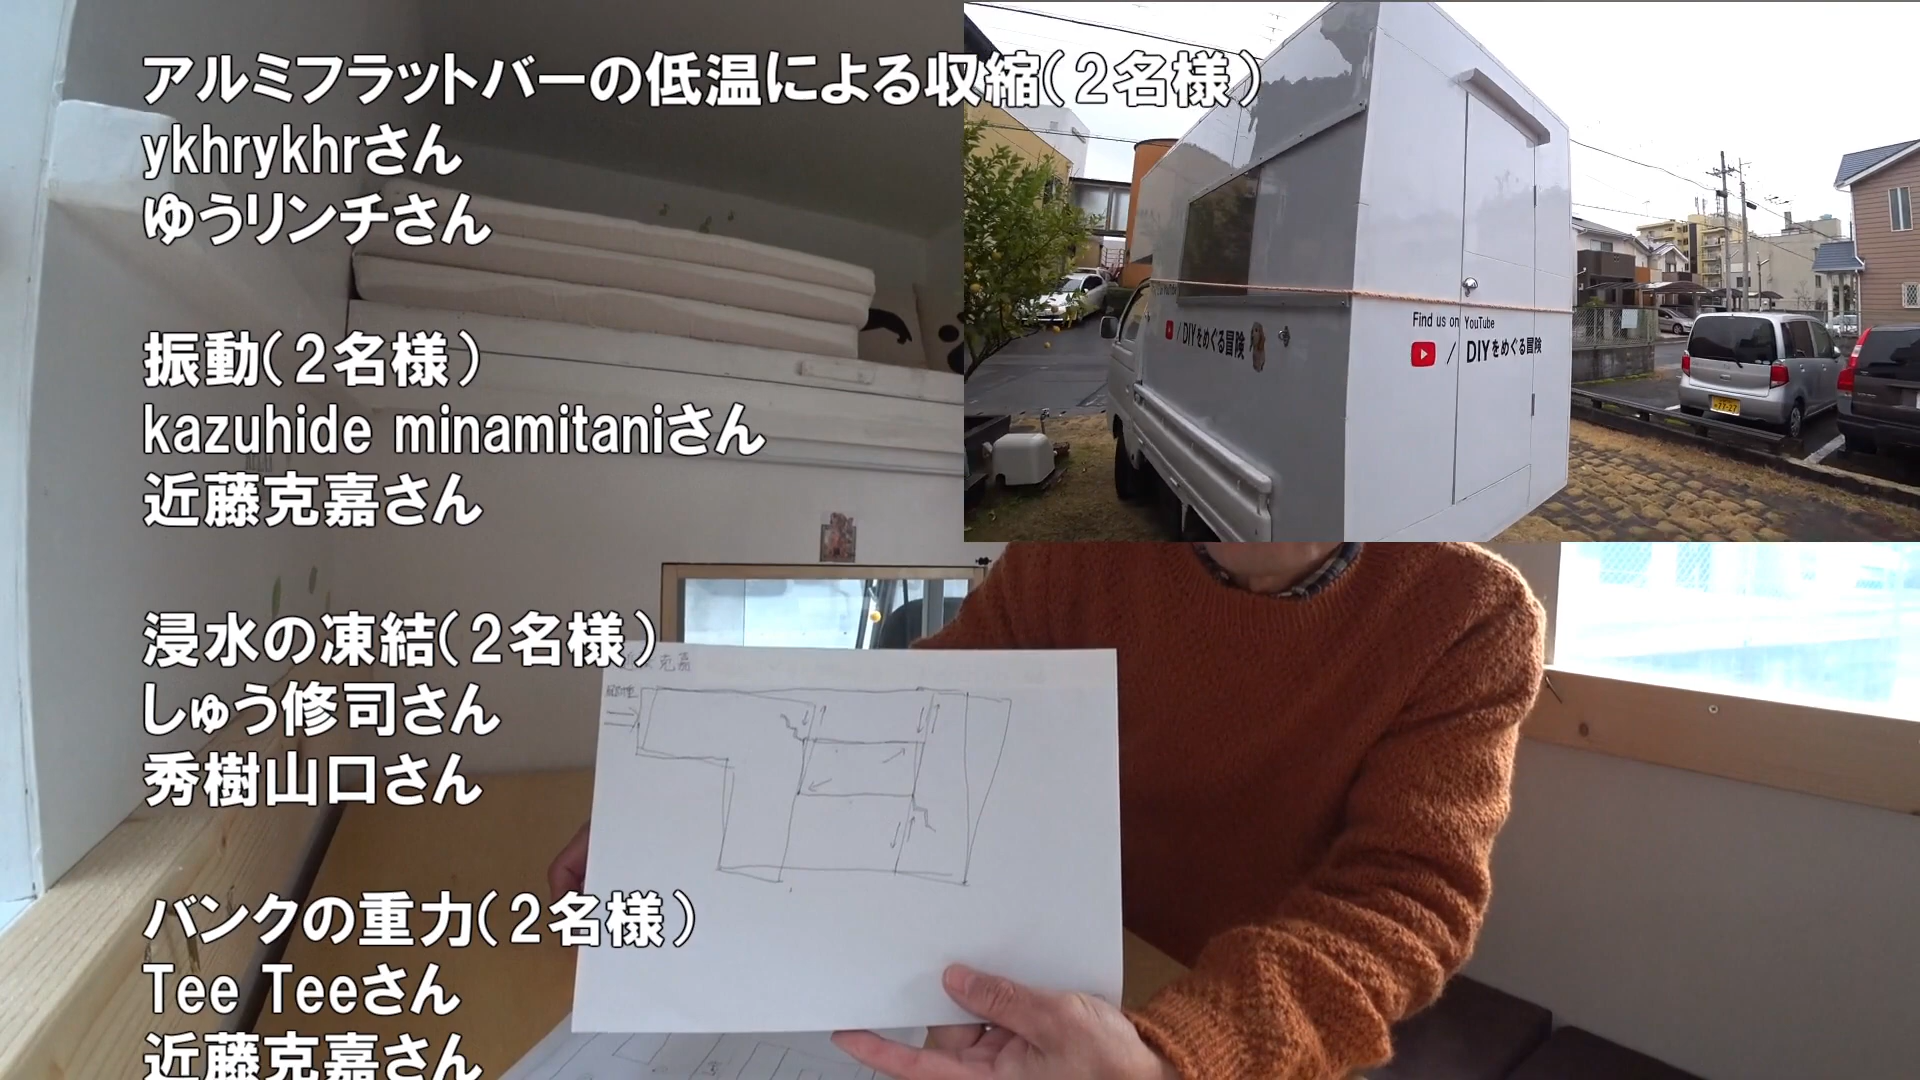 アルミフラットバーの低温による収縮（２名様）
ykhrykhrさん
ゆうリンチさん
振動（２名様）
kazuhide minamitaniさん
近藤克嘉さん
浸水の凍結（２名様）
しゅう修司さん
秀樹山口さん
バンクの重力（２名様）
Tee Teeさん
近藤克嘉さん
/ DIYをめぐる冒険
Find us on YouTube
/ DIYをめぐる冒険
克嘉